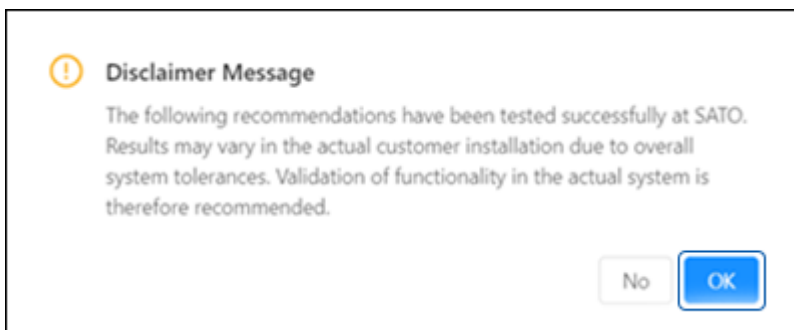 Disclaimer Message
The following recommendations have been tested successfully at SATO.
Results may vary in the actual customer installation due to overall
system tolerances. Validation of functionality in the actual system is
therefore recommended.
No
OK